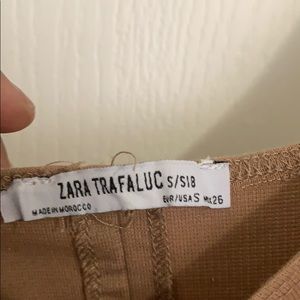 ZARA TRAFALUC S/S18
MADE IN MOROCCO EUR/USA S MEX 26